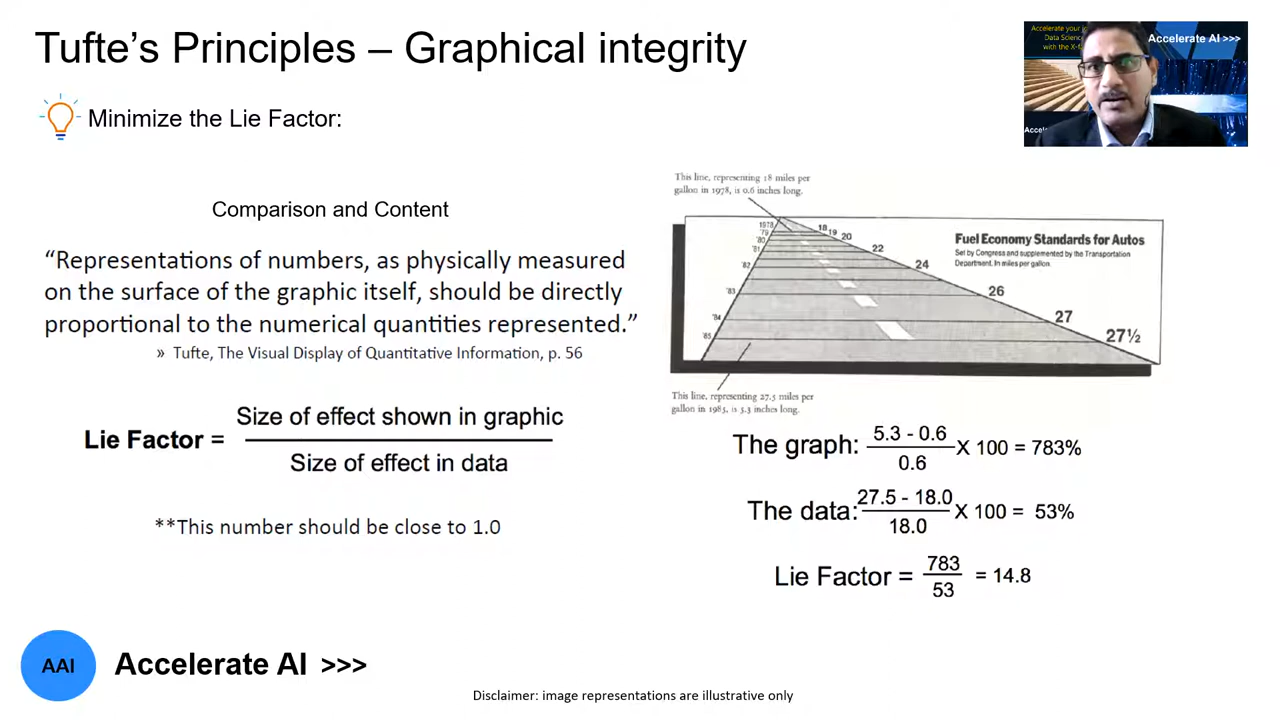 Tufte’s Principles – Graphical integrity
Minimize the Lie Factor:
Accelerate your
Data Science
with the X-f
Accelerate AI >>>
Comparison and Content
“Representations of numbers, as physically measured
on the surface of the graphic itself, should be directly
proportional to the numerical quantities represented.”
» Tufte, The Visual Display of Quantitative Information, p. 56
Lie Factor =
Size of effect shown in graphic
Size of effect in data
**This number should be close to 1.0
This line, representing 18 miles per
gallon in 1978, is 0.6 inches long.
Fuel Economy Standards for Autos
Set by Congress and supplemented by the Transportation
Department. In miles per gallon.
1978
'79
'80
'81
'82
'83
'84
'85
18
19
20
22
24
26
27
27½
This line, representing 27.5 miles per
gallon in 1985, is 5.3 inches long.
The graph: 5.3 - 0.6
0.6
X 100 = 783%
The data: 27.5 - 18.0
18.0
X 100 = 53%
Lie Factor = 783
53
= 14.8
AAI
Accelerate AI >>>
Disclaimer: image representations are illustrative only